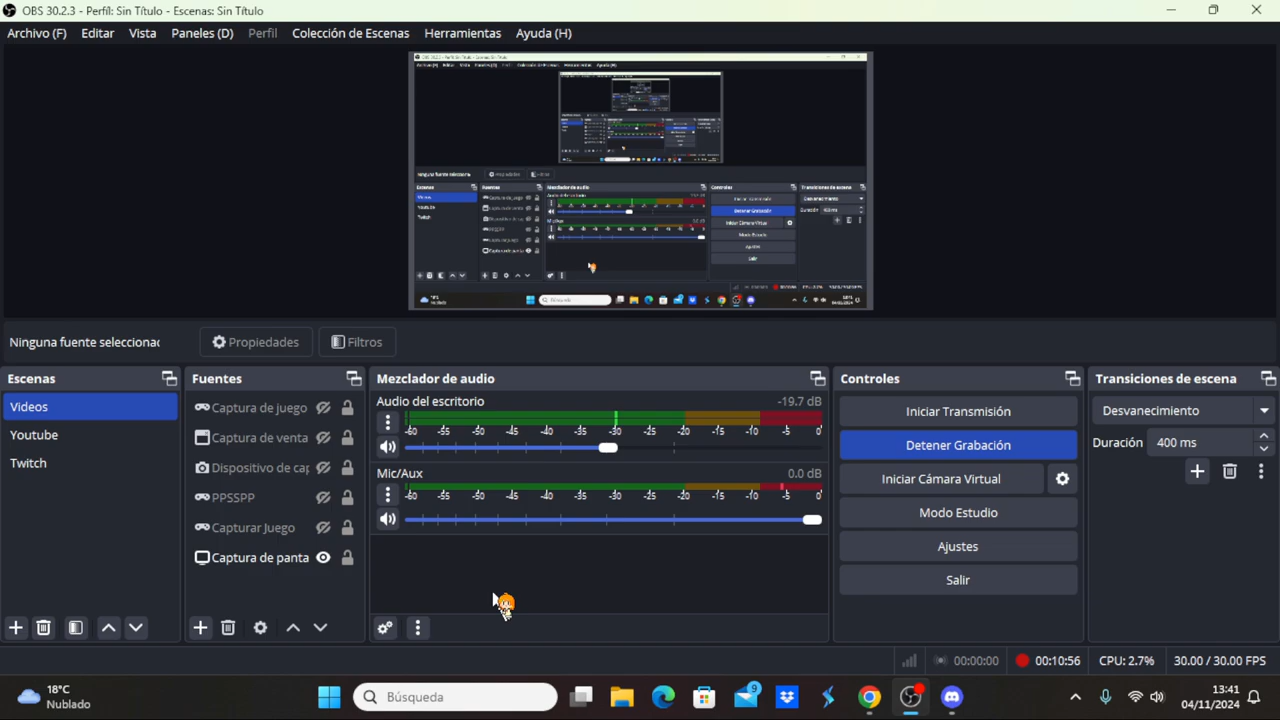 OBS 30.2.3 - Perfil: Sin Título - Escenas: Sin Título
Archivo (F) Editar Vista Paneles (D) Perfil Colección de Escenas Herramientas Ayuda (H)
Ninguna fuente seleccionac Propiedades Filtros
Escenas
Videos
Youtube
Twitch
Fuentes
Captura de juego
Captura de venta
Dispositivo de cap
PPSSPP
Capturar Juego
Captura de panta
Mezclador de audio
Audio del escritorio -19.7 dB
-60 -55 -50 -45 -40 -35 -30 -25 -20 -15 -10 -5 0
Mic/Aux 0.0 dB
-60 -55 -50 -45 -40 -35 -30 -25 -20 -15 -10 -5 0
Controles
Iniciar Transmisión
Detener Grabación
Iniciar Cámara Virtual
Modo Estudio
Ajustes
Salir
Transiciones de escena
Desvanecimiento
Duración 400 ms
00:00:00 00:10:56 CPU: 2.7% 30.00 / 30.00 FPS
18°C
Nublado
Búsqueda
9
13:41
04/11/2024